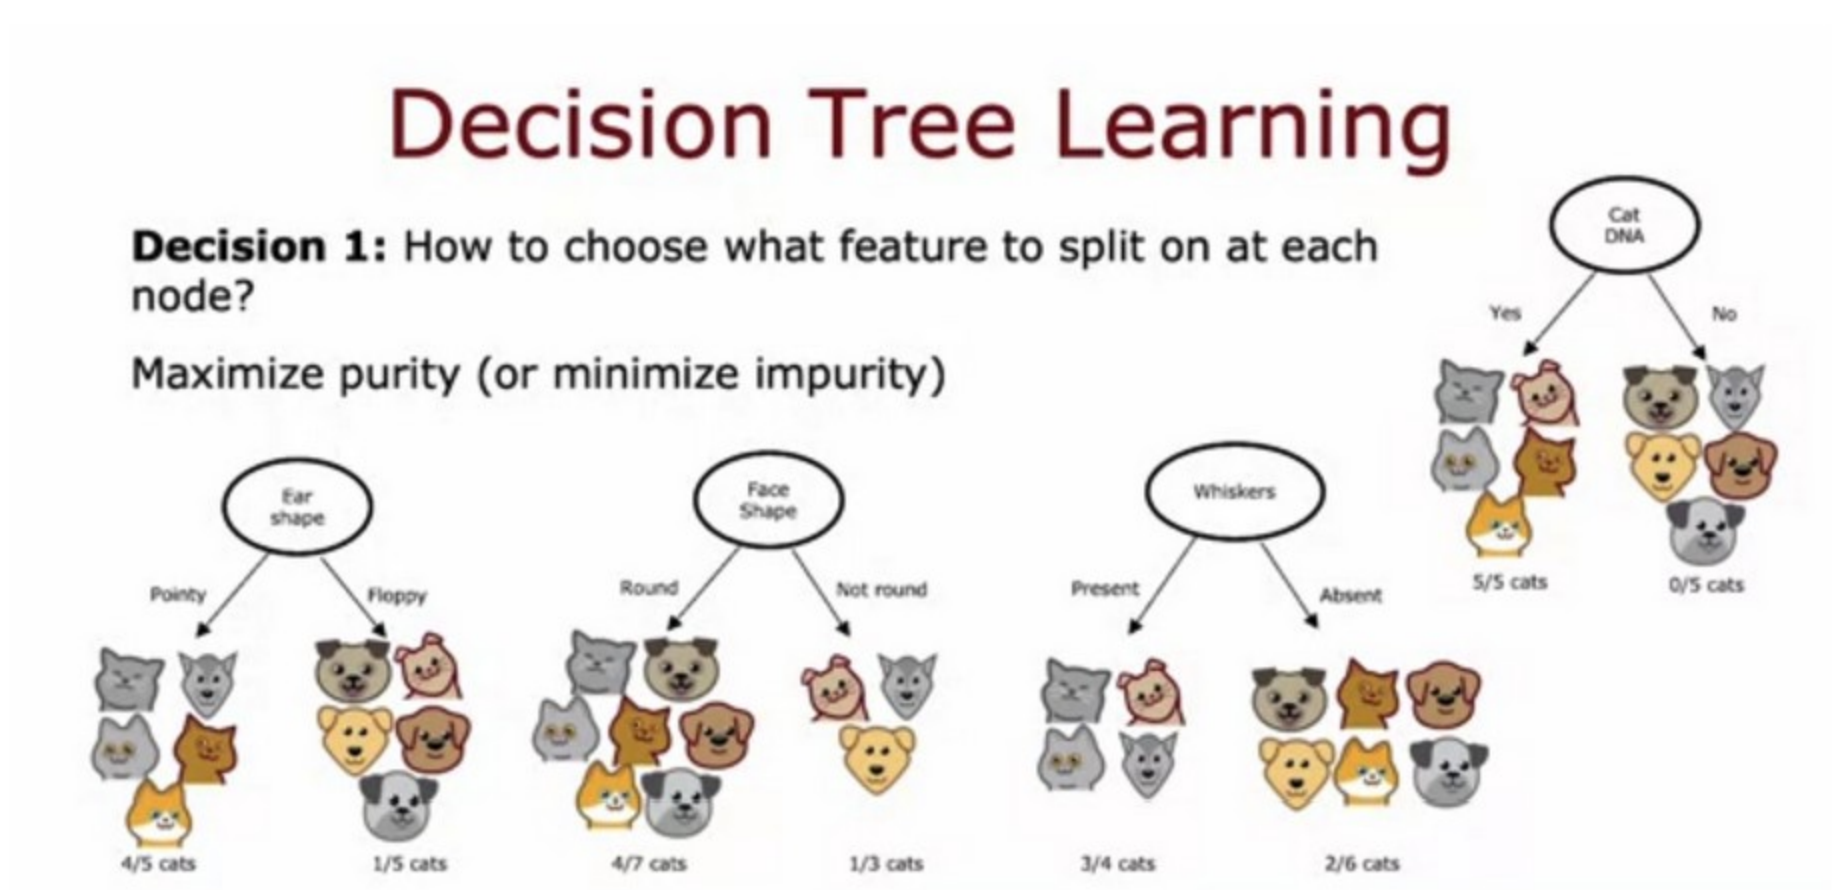 Decision Tree Learning
Decision 1: How to choose what feature to split on at each
node?
Maximize purity (or minimize impurity)
Cat
DNA
Yes
No
5/5 cats
0/5 cats
Ear
shape
Pointy
Floppy
4/5 cats
1/5 cats
Face
Shape
Round
Not round
4/7 cats
1/3 cats
Whiskers
Present
Absent
3/4 cats
2/6 cats